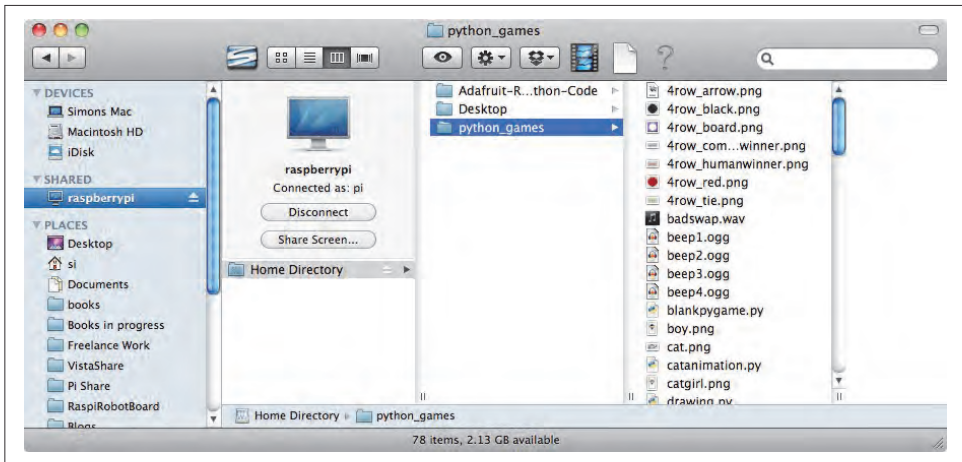 python_games
DEVICES
Simons Mac
Macintosh HD
iDisk
SHARED
raspberrypi
PLACES
Desktop
si
Documents
books
Books in progress
Freelance Work
VistaShare
Pi Share
RaspiRobotBoard
Blogs
raspberrypi
Connected as: pi
Disconnect
Share Screen...
Home Directory
Adafruit-R...thon-Code
Desktop
python_games
4row_arrow.png
4row_black.png
4row_board.png
4row_com...winner.png
4row_humanwinner.png
4row_red.png
4row_tie.png
badswap.wav
beep1.ogg
beep2.ogg
beep3.ogg
beep4.ogg
blankpygame.py
boy.png
cat.png
catanimation.py
catgirl.png
drawing.py
Home Directory python_games
78 items, 2.13 GB available